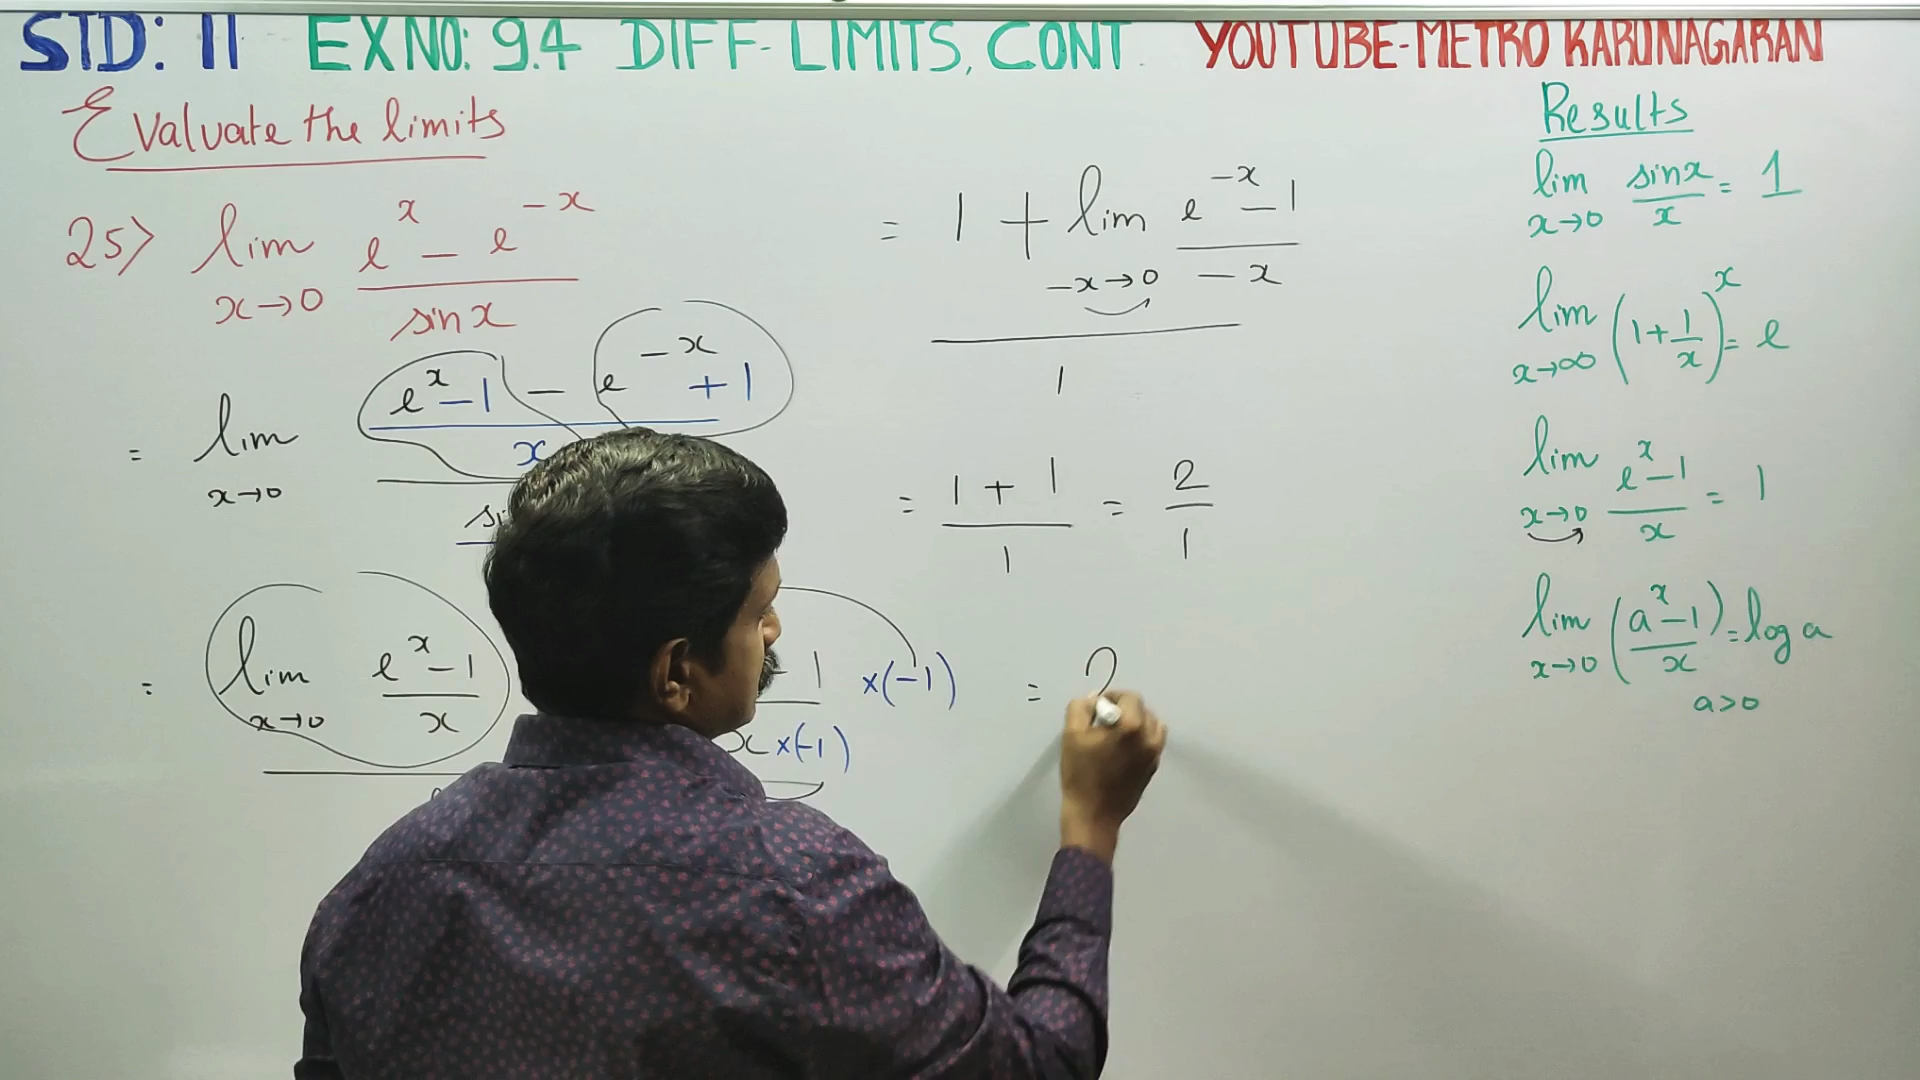 STD: 11 EX NO: 9.4 DIFF- LIMITS, CONT. YOUTUBE-METRO KARUNAGARAN
Evaluate the limits
25> lim x→0 e^x - e^-x / sin x
= lim x→0 e^x -1 - e^-x +1 / x
= lim x→0 e^x -1 / x
-1 ×(-1)
x ×(-1)
= 1 + lim -x→0 e^-x -1 / -x
1
= 1 + 1 / 1 = 2 / 1
= 2
Results
lim x→0 sin x / x = 1
lim x→∞ (1 + 1/x)^x = e
lim x→0 e^x -1 / x = 1
lim x→0 (a^x -1 / x) = log a
a>0